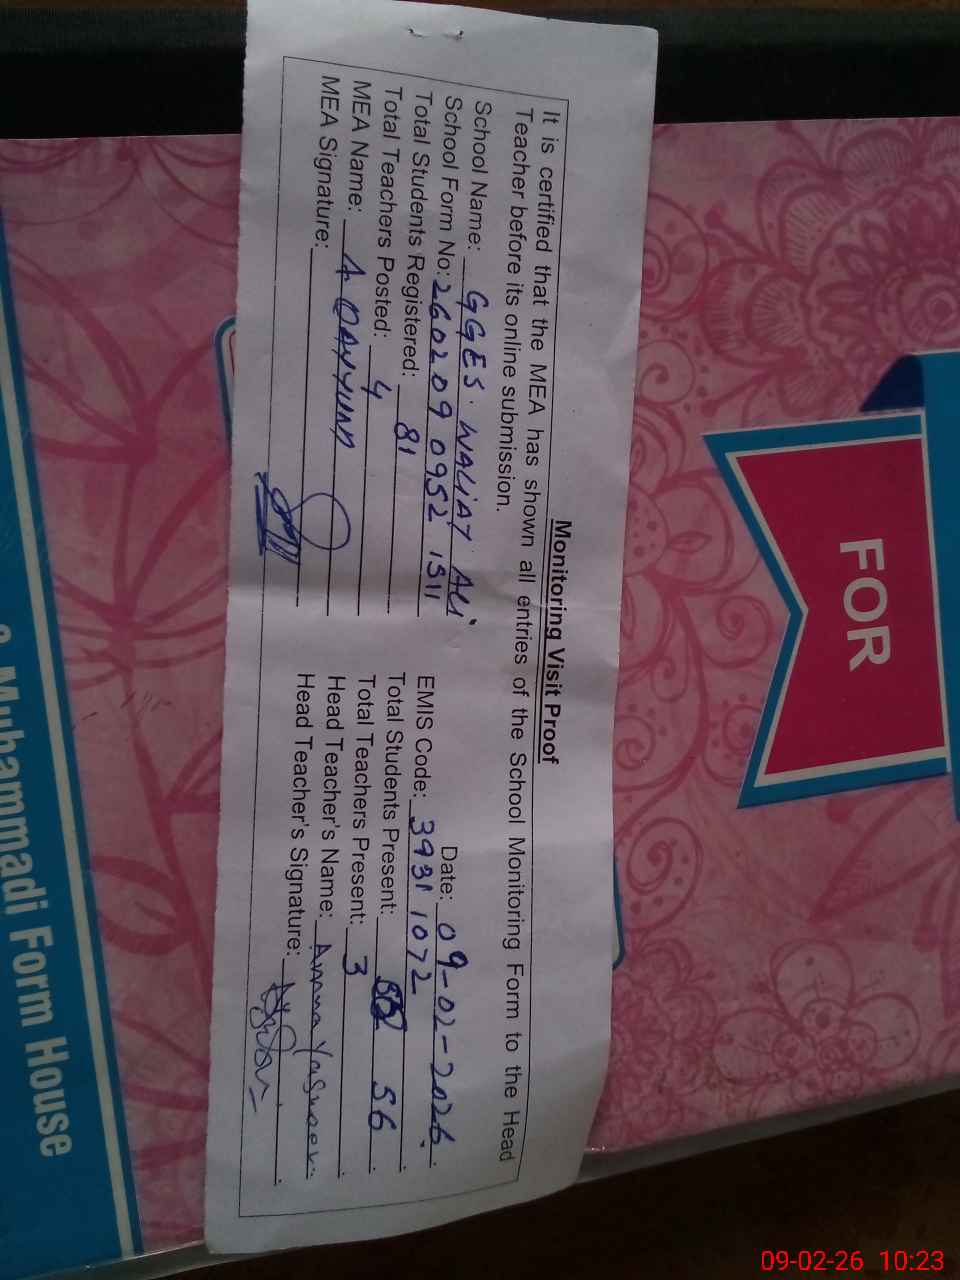 Monitoring Visit Proof
It is certified that the MEA has shown all entries of the School Monitoring Form to the Head
Teacher before its online submission.
Date: 09-02-2026.
School Name: GGES. WALIAT ALI
EMIS Code: 39311072
School Form No: 260209 0952 1511
Total Students Present: 56
Total Students Registered: 81
Total Teachers Present: 3
Total Teachers Posted: 4
Head Teacher's Name: Yasmeen
MEA Name: A QAYYUM
Head Teacher's Signature:
MEA Signature:
FOR
Muhammadi Form House
09-02-26 10:23